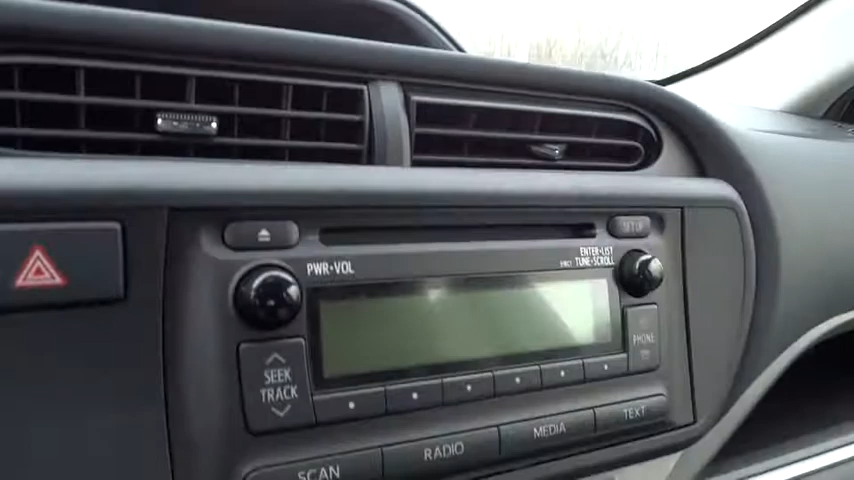 SETUP
PWR•VOL
ENTER•LIST
TUNE•SCROLL
PHONE
SEEK
TRACK
TEXT
MEDIA
RADIO
SCAN